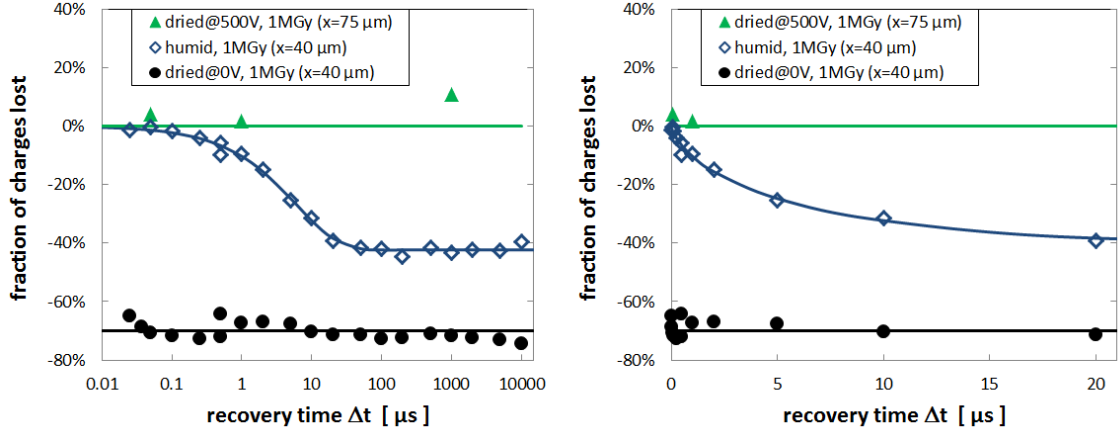 40%
20%
0%
-20%
-40%
-60%
-80%
fraction of charges lost
dried@500V, 1MGy (x=75 µm)
humid, 1MGy (x=40 µm)
dried@0V, 1MGy (x=40 µm)
0.01 0.1 1 10 100 1000 10000
recovery time Δt [ µs ]
40%
20%
0%
-20%
-40%
-60%
-80%
fraction of charges lost
dried@500V, 1MGy (x=75 µm)
humid, 1MGy (x=40 µm)
dried@0V, 1MGy (x=40 µm)
0 5 10 15 20
recovery time Δt [ µs ]